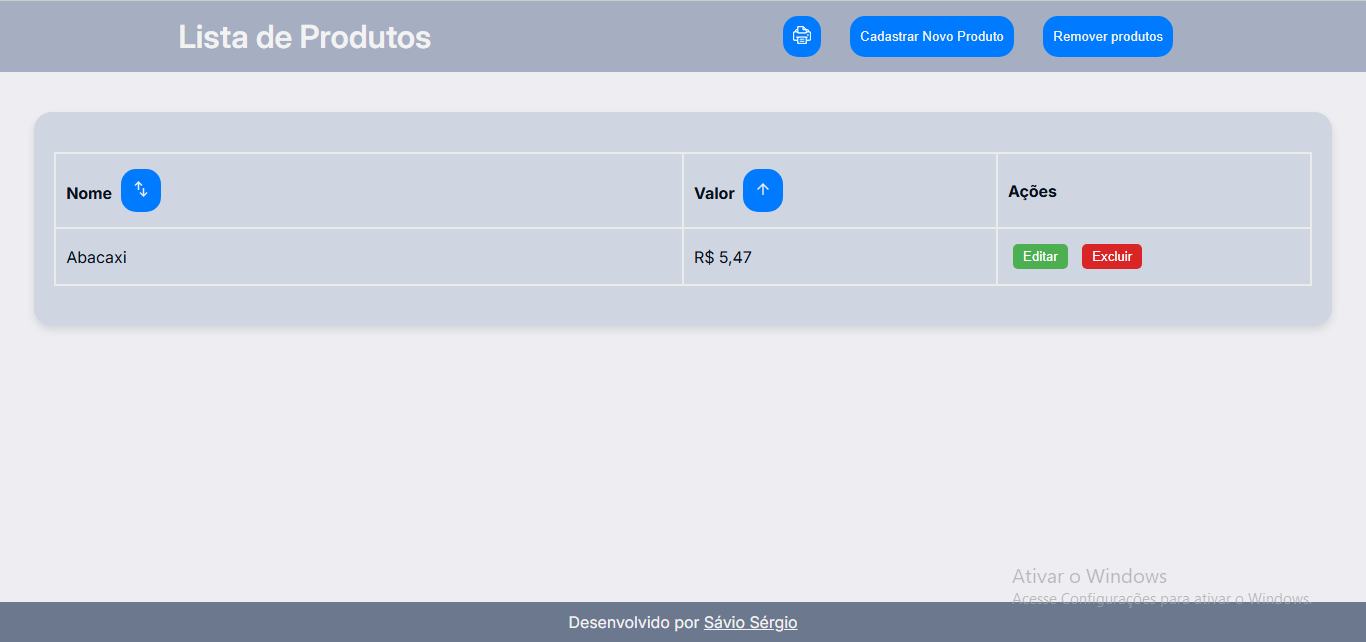 Lista de Produtos
Cadastrar Novo Produto
Remover produtos
Nome
Valor
Ações
Abacaxi
R$ 5,47
Editar
Excluir
Ativar o Windows
Acesse Configurações para ativar o Windows.
Desenvolvido por Sávio Sérgio